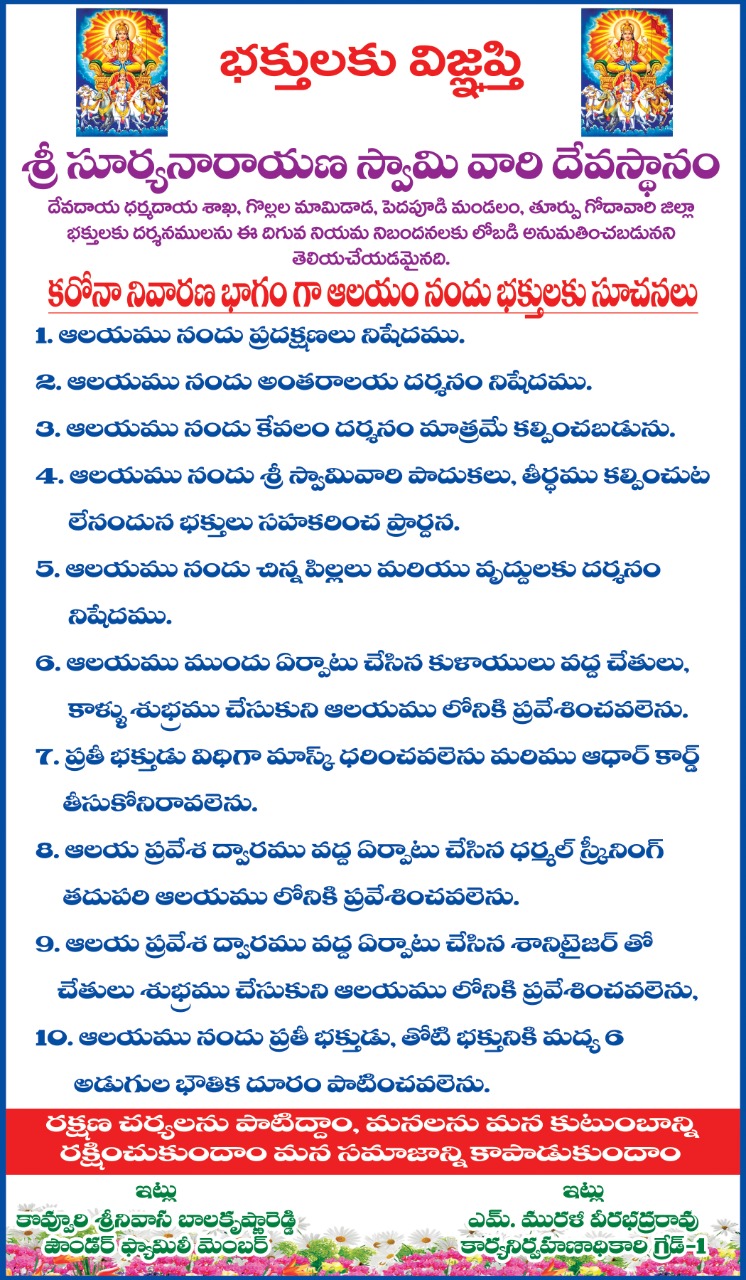 భక్తులకు విజ్ఞప్తి
శ్రీ సూర్యనారాయణ స్వామి వారి దేవస్థానం
దేవదాయ ధర్మదాయ శాఖ, గొల్లల మామిడాడ, పెదపూడి మండలం, తూర్పు గోదావరి జిల్లా
భక్తులకు దర్శనములను ఈ దిగువ నియమ నిబందనలకు లోబడి అనుమతించబడునని
తెలియచేయడమైనది.
కరోనా నివారణ భాగం గా ఆలయం నందు భక్తులకు సూచనలు
1. ఆలయము నందు ప్రదక్షణలు నిషేదము.
2. ఆలయము నందు అంతరాలయ దర్శనం నిషేదము.
3. ఆలయము నందు కేవలం దర్శనం మాత్రమే కల్పించబడును.
4. ఆలయము నందు శ్రీ స్వామివారి పాదుకలు, తీర్ధము కల్పించుట
లేనందున భక్తులు సహకరించ ప్రార్దన.
5. ఆలయము నందు చిన్నపిల్లలు మరియు వృద్దులకు దర్శనం
నిషేదము.
6. ఆలయము ముందు ఏర్పాటు చేసిన కుళాయులు వద్ద చేతులు,
కాళ్ళు శుభ్రము చేసుకుని ఆలయము లోనికి ప్రవేశించవలెను.
7. ప్రతీ భక్తుడు విధిగా మాస్క్ ధరించవలెను మరిము ఆధార్ కార్డ్
తీసుకోనిరావలెను.
8. ఆలయ ప్రవేశ ద్వారము వద్ద ఏర్పాటు చేసిన ధర్మల్ స్క్రీనింగ్
తదుపరి ఆలయము లోనికి ప్రవేశించవలెను.
9. ఆలయ ప్రవేశ ద్వారము వద్ద ఏర్పాటు చేసిన శానిటైజర్ తో
చేతులు శుభ్రము చేసుకుని ఆలయము లోనికి ప్రవేశించవలెను,
10. ఆలయము నందు ప్రతీ భక్తుడు, తోటి భక్తునికి మద్య 6
అడుగుల భౌతిక దూరం పాటించవలెను.
రక్షణ చర్యలను పాటిద్దాం, మనలను మన కుటుంబాన్ని
రక్షించుకుందాం మన సమాజాన్ని కాపాడుకుందాం
ఇట్లు
కొవ్వూరి శ్రీనివాస బాలకృష్ణారెడ్డి
పౌండర్ ఫ్యామిలీ మెంబర్
ఇట్లు
ఎమ్. మురళీ వీరభద్రరావు
కార్యనిర్వహణాధికారి గ్రేడ్-1